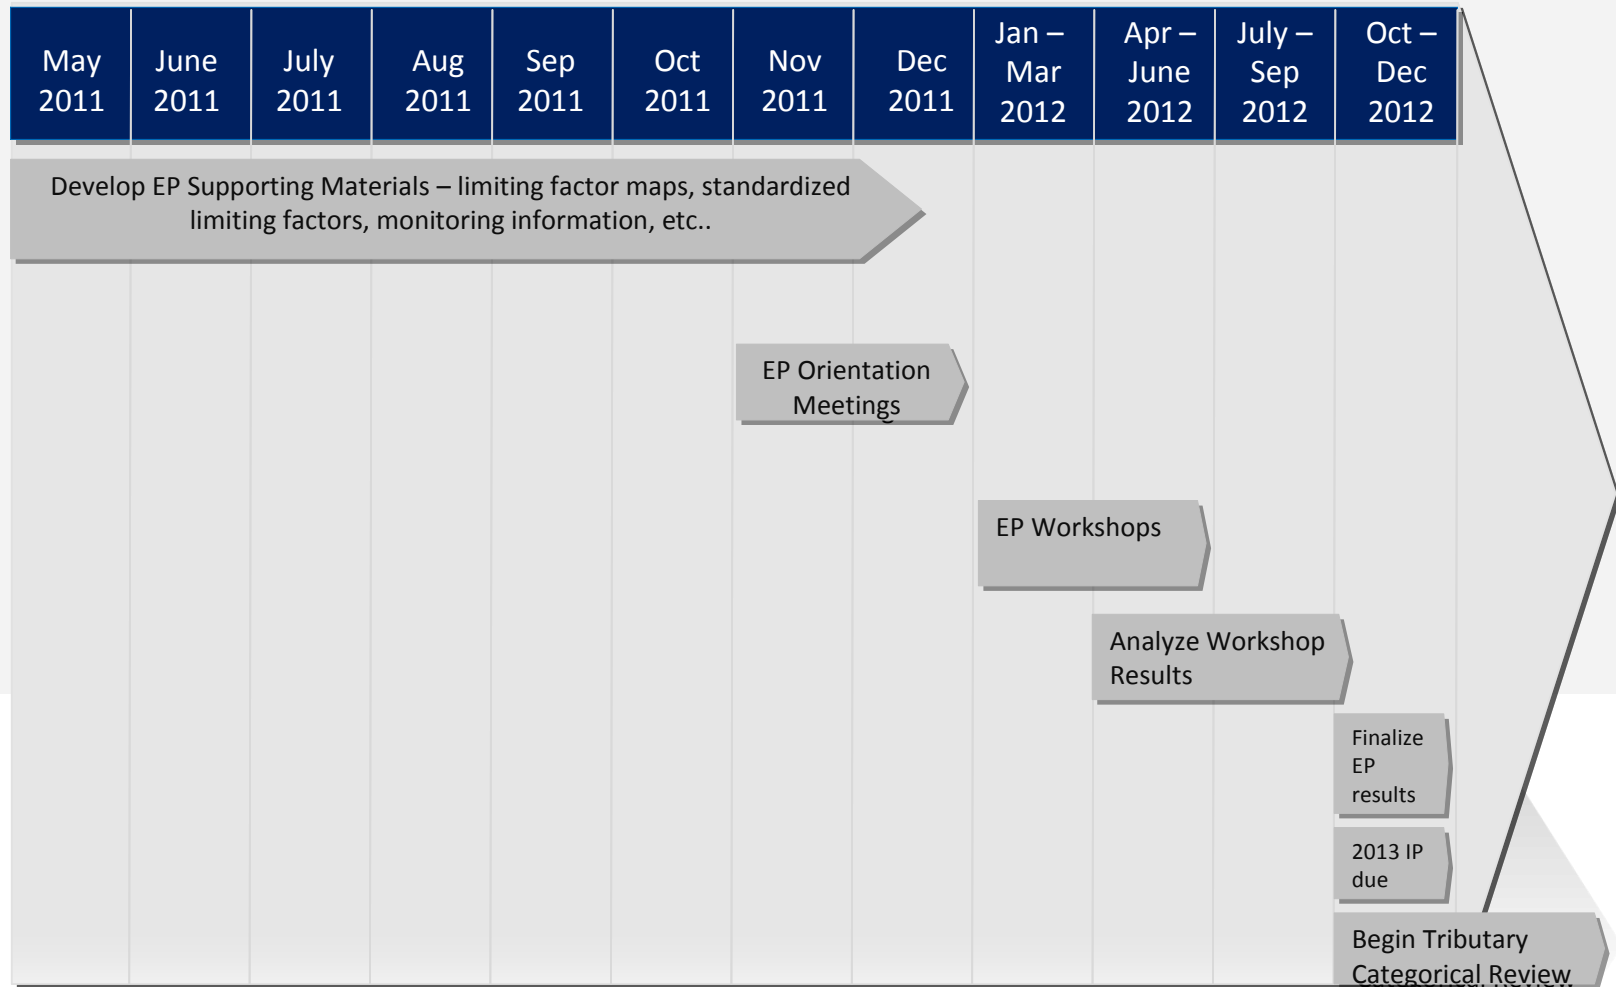 May
2011
June
2011
July
2011
Aug
2011
Sep
2011
Oct
2011
Nov
2011
Dec
2011
Jan –
Mar
2012
Apr –
June
2012
July –
Sep
2012
Oct –
Dec
2012
Develop EP Supporting Materials – limiting factor maps, standardized
limiting factors, monitoring information, etc..
EP Orientation
Meetings
EP Workshops
Analyze Workshop
Results
Finalize
EP
results
2013 IP
due
Begin Tributary
Categorical Review